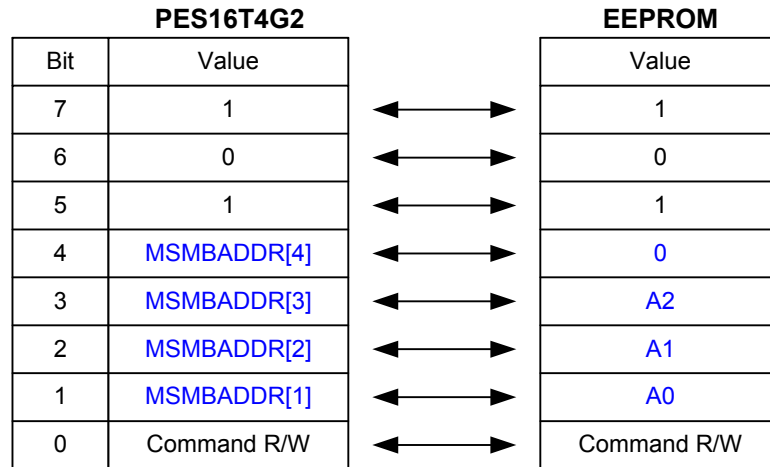 PES16T4G2 EEPROM
Bit Value Value
7 1 1
6 0 0
5 1 1
4 MSMBADDR[4] 0
3 MSMBADDR[3] A2
2 MSMBADDR[2] A1
1 MSMBADDR[1] A0
0 Command R/W Command R/W